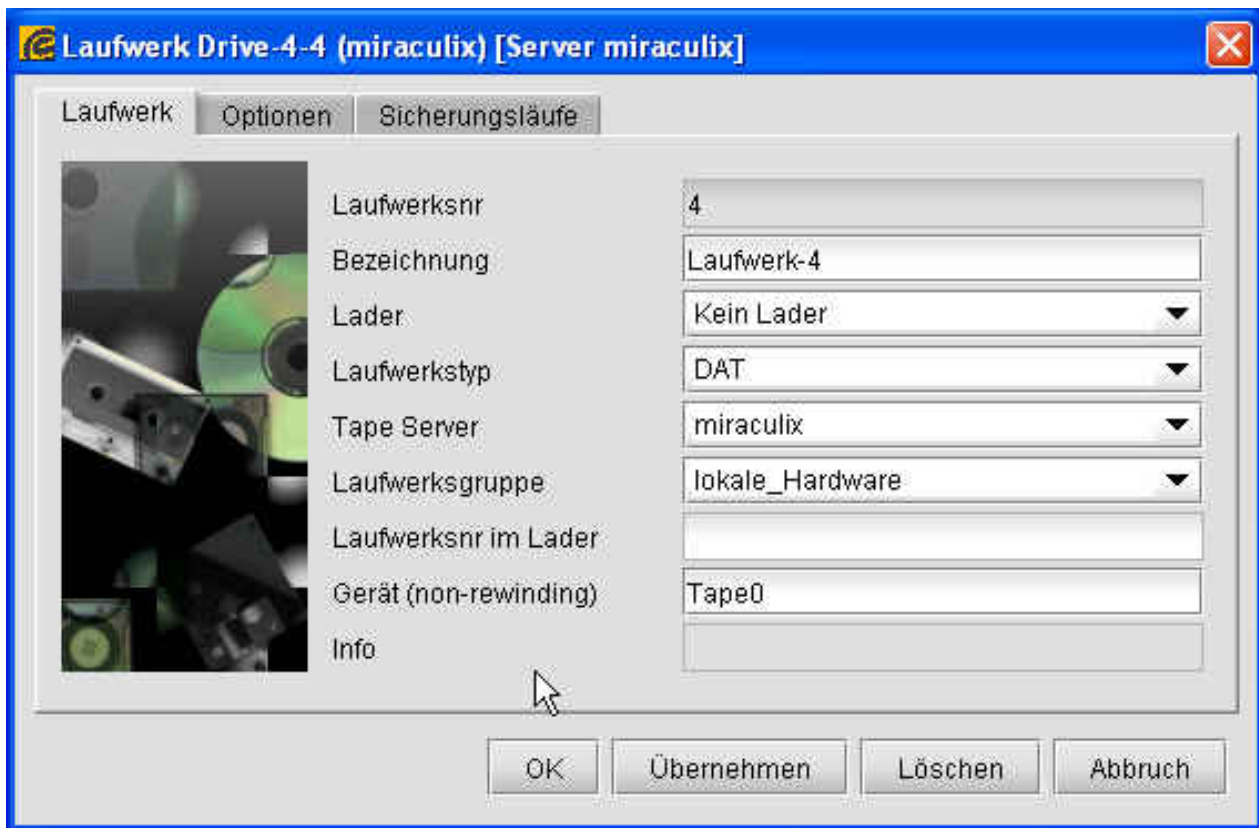 Laufwerk Drive-4-4 (miraculix) [Server miraculix]
Laufwerk Optionen Sicherungsläufe
Laufwerksnr 4
Bezeichnung Laufwerk-4
Lader Kein Lader
Laufwerkstyp DAT
Tape Server miraculix
Laufwerksgruppe lokale_Hardware
Laufwerksnr im Lader
Gerät (non-rewinding) Tape0
Info
OK Übernehmen Löschen Abbruch